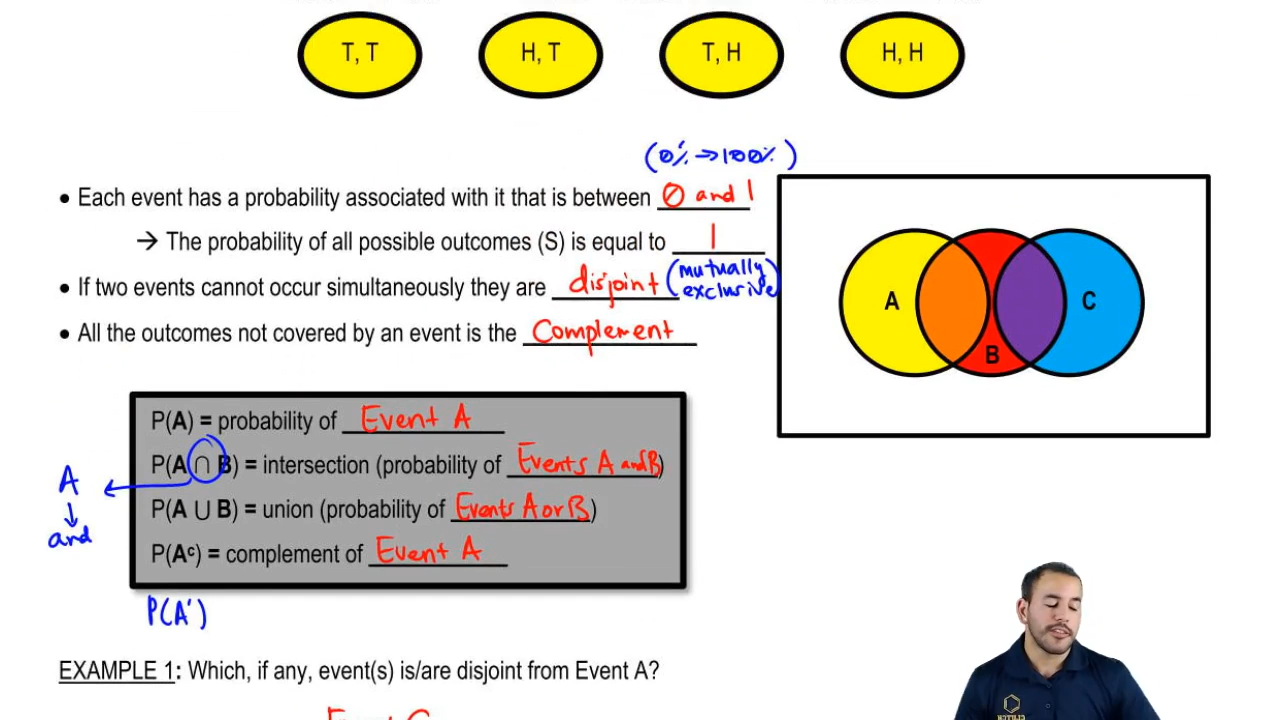 T, T
H, T
T, H
H, H
(0% → 100%)
• Each event has a probability associated with it that is between 0 and 1
→ The probability of all possible outcomes (S) is equal to 1
• If two events cannot occur simultaneously they are disjoint (mutually exclusive)
• All the outcomes not covered by an event is the Complement
A
B
C
P(A) = probability of Event A
P(A ∩ B) = intersection (probability of Events A and B)
P(A ∪ B) = union (probability of Events A or B)
P(Aᶜ) = complement of Event A
A
↓
and
P(A')
EXAMPLE 1: Which, if any, event(s) is/are disjoint from Event A?